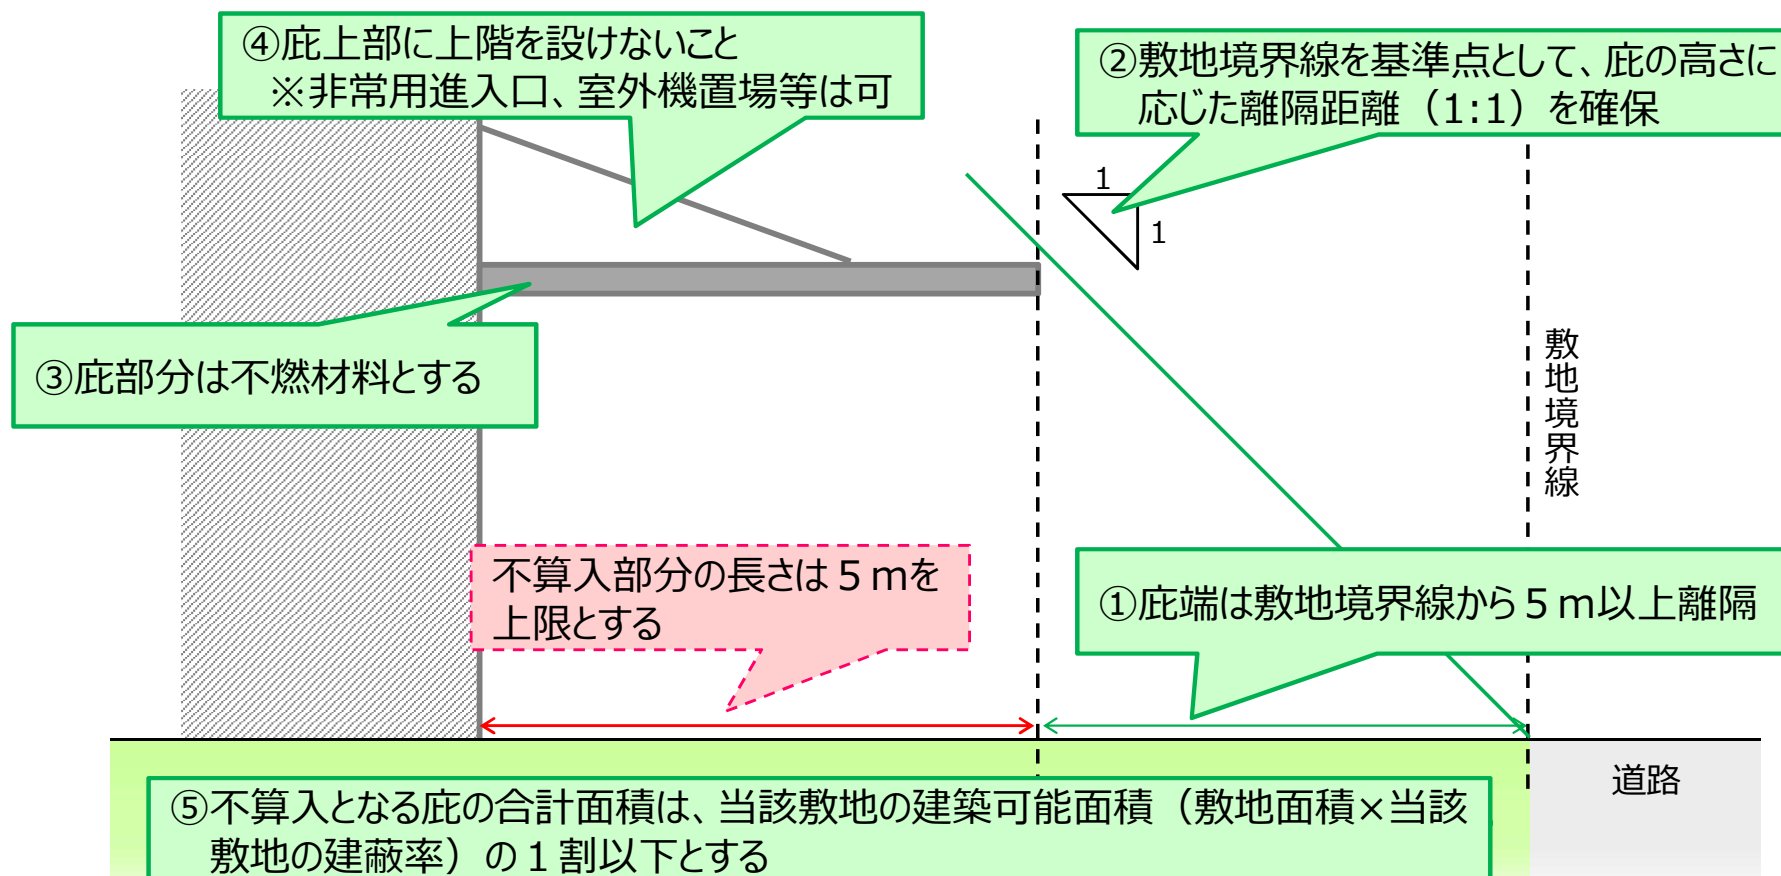 ④庇上部に上階を設けないこと
※非常用進入口、室外機置場等は可
②敷地境界線を基準点として、庇の高さに
応じた離隔距離（1:1）を確保
1
1
③庇部分は不燃材料とする
敷地境界線
不算入部分の長さは５ｍを
上限とする
①庇端は敷地境界線から５ｍ以上離隔
道路
⑤不算入となる庇の合計面積は、当該敷地の建築可能面積（敷地面積×当該
敷地の建蔽率）の１割以下とする